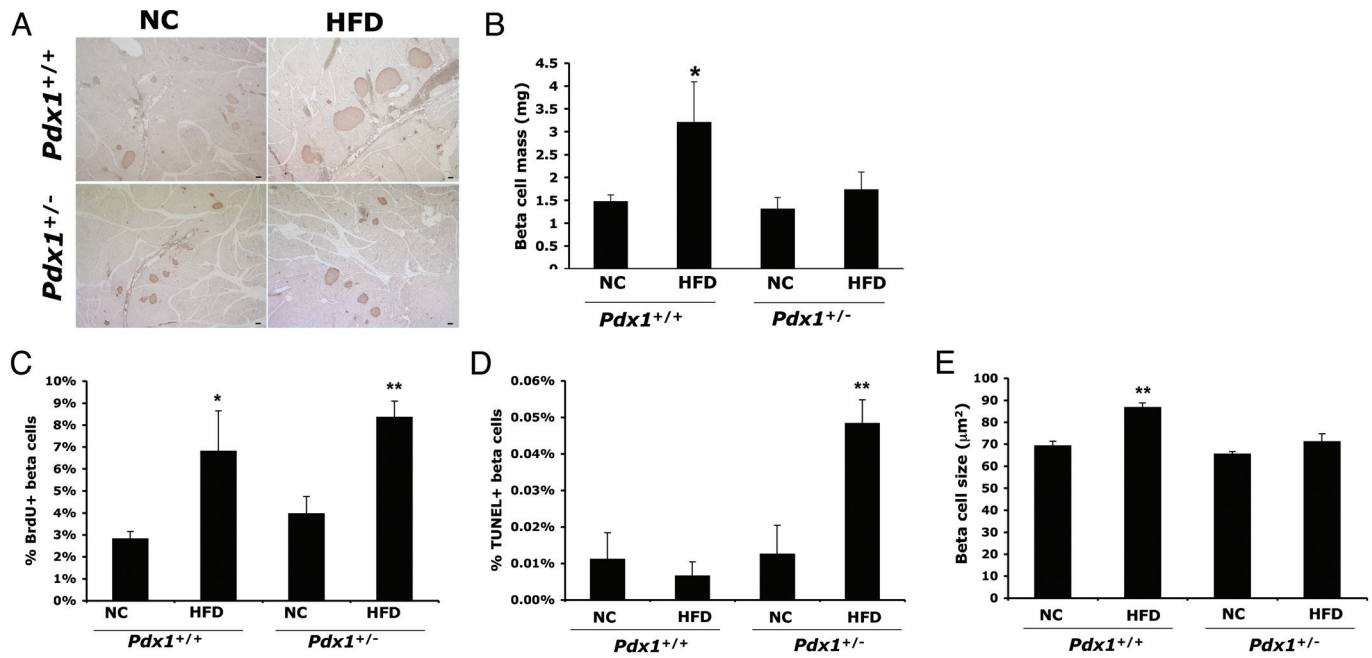 A
NC
HFD
Pdx1+/+
Pdx1+/-
B
Beta cell mass (mg)
4.5
4
3.5
3
2.5
2
1.5
1
0.5
0
*
NC
HFD
NC
HFD
Pdx1+/+
Pdx1+/-
C
% BrdU+ beta cells
10%
9%
8%
7%
6%
5%
4%
3%
2%
1%
0%
*
**
NC
HFD
NC
HFD
Pdx1+/+
Pdx1+/-
D
% TUNEL+ beta cells
0.06%
0.05%
0.04%
0.03%
0.02%
0.01%
0.00%
**
NC
HFD
NC
HFD
Pdx1+/+
Pdx1+/-
E
Beta cell size (μm²)
100
90
80
70
60
50
40
30
20
10
0
**
NC
HFD
NC
HFD
Pdx1+/+
Pdx1+/-